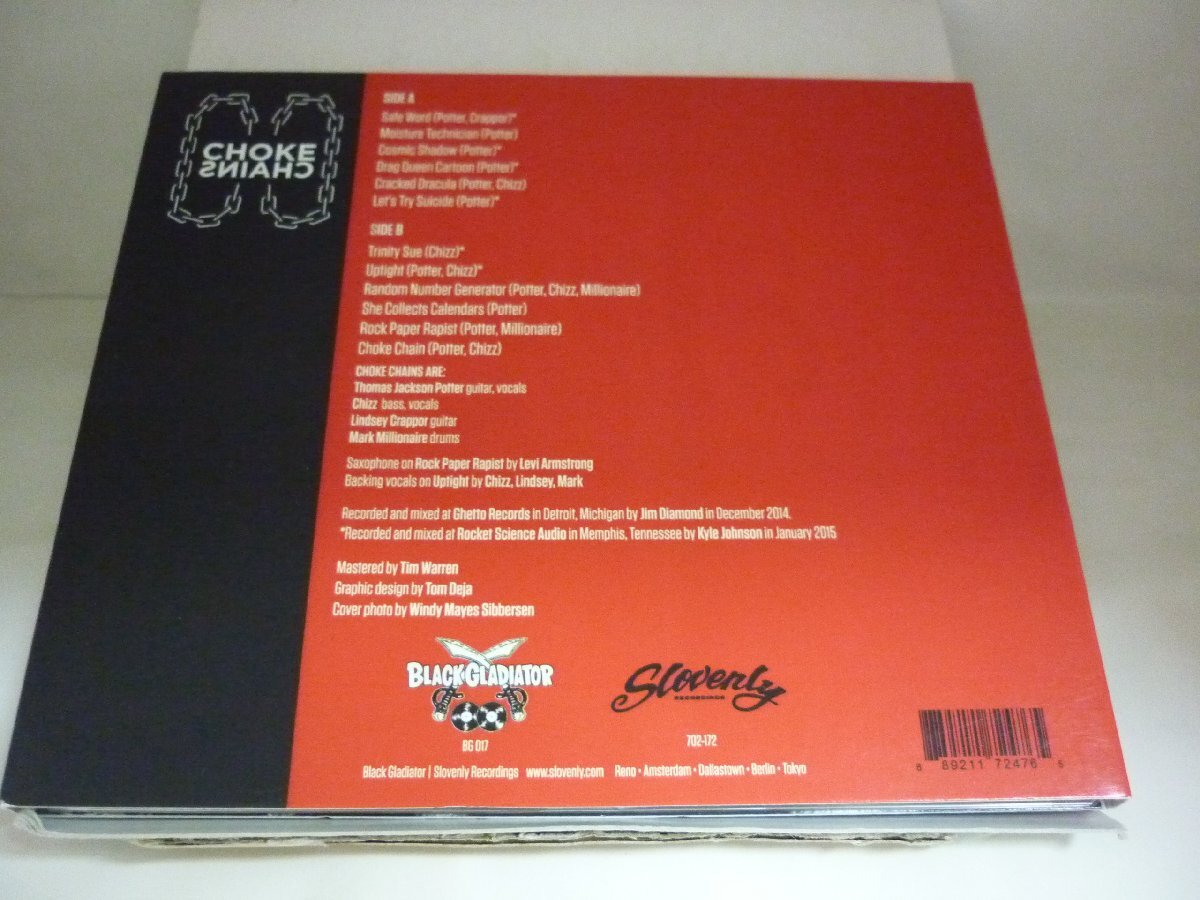 CHOKE
CHAINS
SIDE A
Safe Word (Potter, Crappor)*
Moisture Technician (Potter)
Cosmic Shadow (Potter)*
Drag Queen Cartoon (Potter)*
Cracked Dracula (Potter, Chizz)
Let's Try Suicide (Potter)*
SIDE B
Trinity Sue (Chizz)*
Uptight (Potter, Chizz)*
Random Number Generator (Potter, Chizz, Millionaire)
She Collects Calendars (Potter)
Rock Paper Rapist (Potter, Millionaire)
Choke Chain (Potter, Chizz)
CHOKE CHAINS ARE:
Thomas Jackson Potter guitar, vocals
Chizz bass, vocals
Lindsey Crappor guitar
Mark Millionaire drums
Saxophone on Rock Paper Rapist by Levi Armstrong
Backing vocals on Uptight by Chizz, Lindsey, Mark
Recorded and mixed at Ghetto Records in Detroit, Michigan by Jim Diamond in December 2014.
*Recorded and mixed at Rocket Science Audio in Memphis, Tennessee by Kyle Johnson in January 2015
Mastered by Tim Warren
Graphic design by Tom Deja
Cover photo by Windy Mayes Sibbersen
BLACK GLADIATOR
BG 017
Slovenly
RECORDINGS
702-172
Black Gladiator | Slovenly Recordings www.slovenly.com Reno • Amsterdam • Dallastown • Berlin • Tokyo
8 89211 72476 6